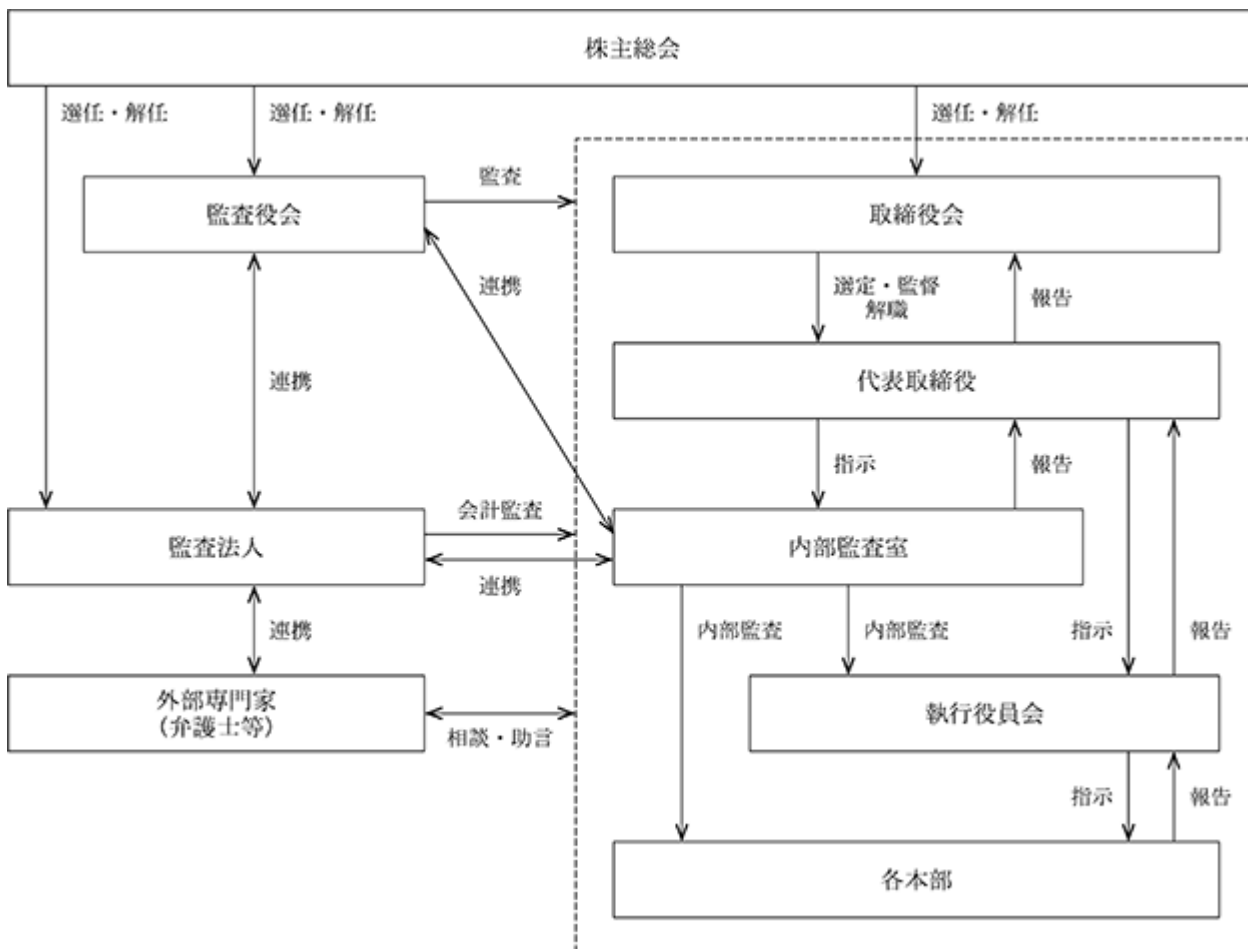 株主総会
選任・解任
選任・解任
選任・解任
監査役会
監査
取締役会
連携
選定・監督
解職
報告
代表取締役
連携
指示
報告
会計監査
監査法人
内部監査室
連携
連携
内部監査
内部監査
指示
報告
外部専門家
(弁護士等)
相談・助言
執行役員会
指示
報告
各本部